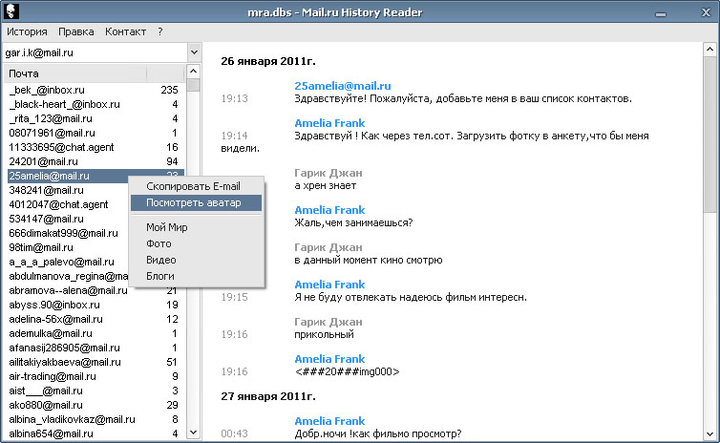 mra.dbs - Mail.ru History Reader
История Правка Контакт ?
gar.i.k@mail.ru
Почта
_bek_@inbox.ru 235
_black-heart_@inbox.ru 4
_rita_123@mail.ru 4
08071961@mail.ru 1
11333695@chat.agent 16
24201@mail.ru 94
25amelia@mail.ru 23
348241@mail.ru
4012047@chat.agent
534147@mail.ru
666dimakat999@mail.ru
98tim@mail.ru
a_a_a_palevo@mail.ru
abdulmanova_regina@ma
abramova--alena@mail.ru 21
abyss.90@inbox.ru 19
adelina-56x@mail.ru 12
ademulka@mail.ru 1
afanasij286905@mail.ru 1
ailitakiyakbaeva@mail.ru 51
air-trading@mail.ru 9
aist___@mail.ru 3
ako880@mail.ru 29
albina_vladikovkaz@mail.ru 8
albina654@mail.ru 4
Скопировать E-mail
Посмотреть аватар
Мой Мир
Фото
Видео
Блоги
26 января 2011г.
25amelia@mail.ru
19:13 Здравствуйте! Пожалуйста, добавьте меня в ваш список контактов.
Amelia Frank
19:14 Здравствуй ! Как через тел.сот. Загрузить фотку в анкету,что бы меня
видели.
Гарик Джан
а хрен знает
Amelia Frank
Жаль,чем занимаешься?
Гарик Джан
в данный момент кино смотрю
Amelia Frank
19:15 Я не буду отвлекать надеюсь фильм интересн.
Гарик Джан
19:16 прикольный
Amelia Frank
19:16 <###20###img000>
27 января 2011г.
Amelia Frank
00:43 Добр.ночи !как фильмо просмотр?